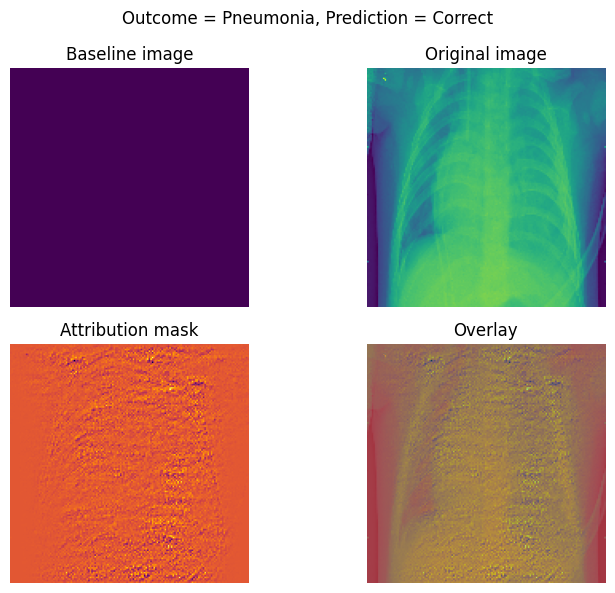 Outcome = Pneumonia, Prediction = Correct
Baseline image
Original image
Attribution mask
Overlay